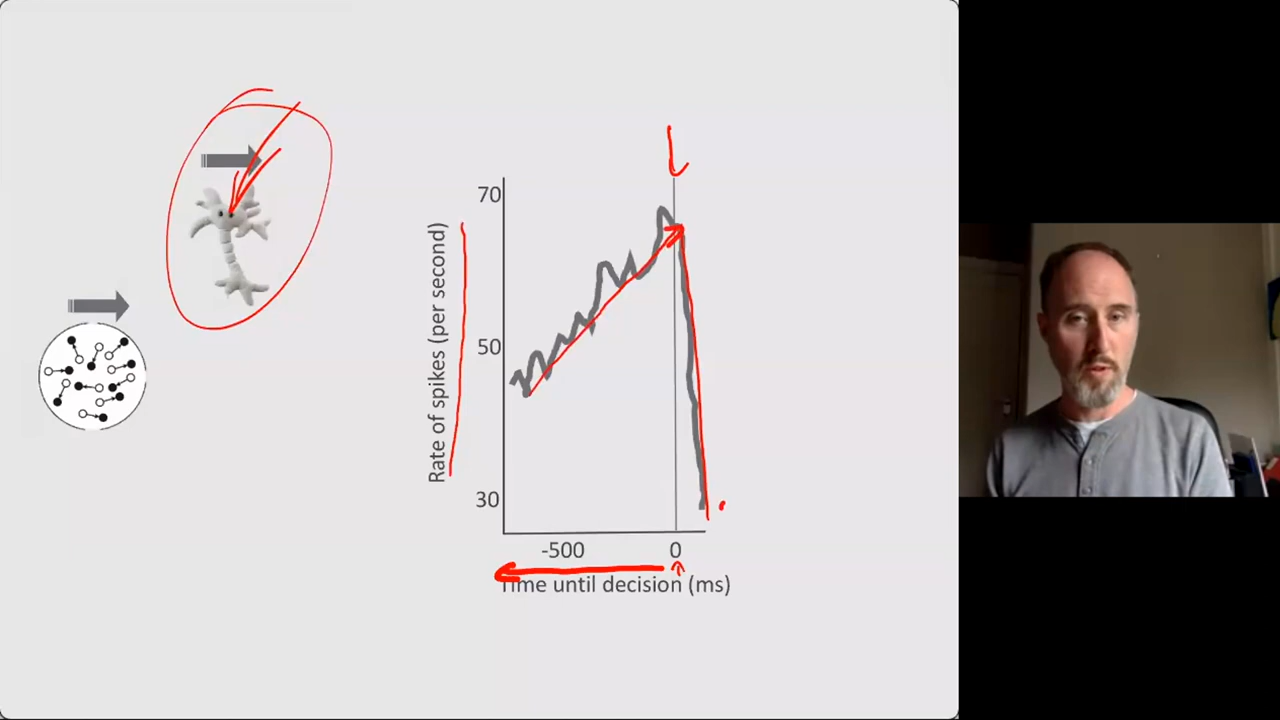 70
Rate of spikes (per second)
50
30
-500
0
Time until decision (ms)